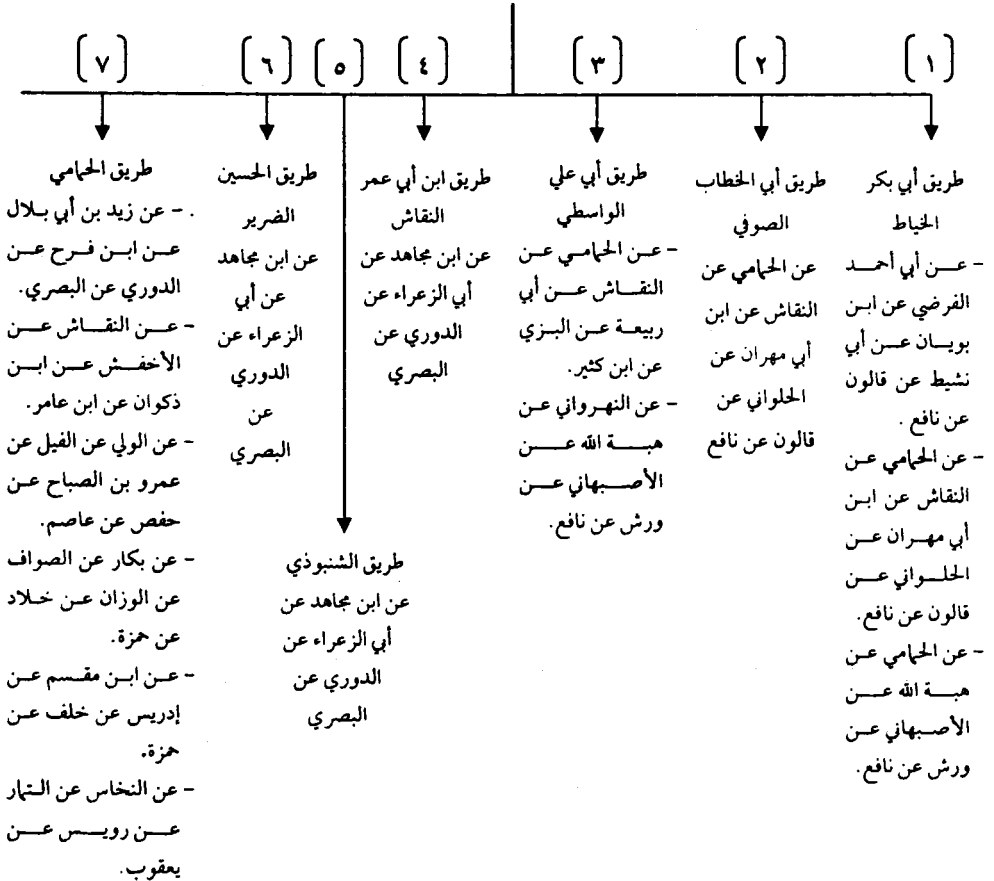 [١]
طريق أبي بكر
الخياط
- عن أبي أحمد
الفرضي عن ابن
بويان عن أبي
نشيط عن قالون
عن نافع .
- عن الحمامي عن
النقاش عن ابن
أبي مهران عن
الحلواني عن
قالون عن نافع.
- عن الحمامي عن
هبة الله عن
الأصبهاني عن
ورش عن نافع.
[٢]
طريق أبي الخطاب
الصوفي
عن الحمامي عن
النقاش عن ابن
أبي مهران عن
الحلواني عن
قالون عن نافع
[٣]
طريق أبي علي
الواسطي
- عن الحمامي عن
النقاش عن أبي
ربيعة عن البزي
عن ابن كثير.
- عن النهرواني عن
هبة الله عن
الأصبهاني عن
ورش عن نافع.
[٤]
طريق ابن أبي عمر
النقاش
عن ابن مجاهد عن
أبي الزعراء عن
الدوري عن
البصري
[٥]
طريق الشنبوذي
عن ابن مجاهد عن
أبي الزعراء عن
الدوري عن
البصري
[٦]
طريق الحسين
الضرير
عن ابن مجاهد
عن أبي
الزعراء عن
الدوري
عن
البصري
[٧]
طريق الحمامي
- عن زيد بن أبي بلال .
عن ابن فرح عن
الدوري عن البصري.
- عن النقاش عن
الأخفش عن ابن
ذكوان عن ابن عامر.
- عن الولي عن الفيل عن
عمرو بن الصباح عن
حفص عن عاصم.
- عن بكار عن الصواف
عن الوزان عن خلاد
عن حمزة.
- عن ابن مقسم عن
إدريس عن خلف عن
حمزة.
- عن النخاس عن التمار
عن رويس عن
يعقوب.